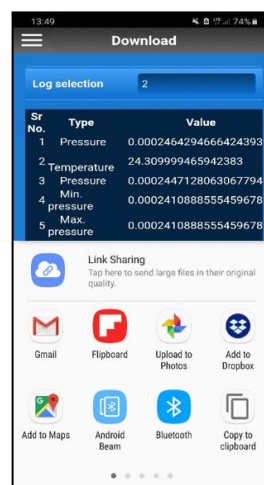 13:49 74%
Download
Log selection 2
Sr No. Type Value
1 Pressure 0.0002464294666424393
2 Temperature 24.309999465942383
3 Pressure 0.0002447128063067794
4 Min. pressure 0.0002410888555459678
5 Max. pressure 0.0002410888555459678
Link Sharing
Tap here to send large files in their original
quality.
Gmail Flipboard Upload to Photos Add to Dropbox
Add to Maps Android Beam Bluetooth Copy to clipboard